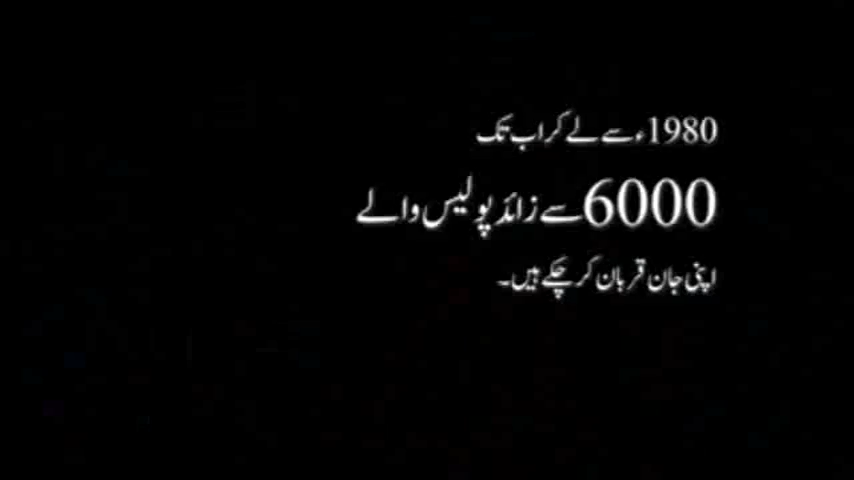 1980ء سے لے کر اب تک
6000 سے زائد پولیس والے
اپنی جان قربان کر چکے ہیں۔